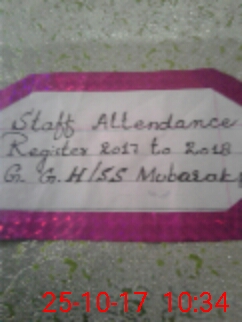 Staff Attendance
Register 2017 to 2018
G. G. H/SS Mubarak
25-10-17 10:34